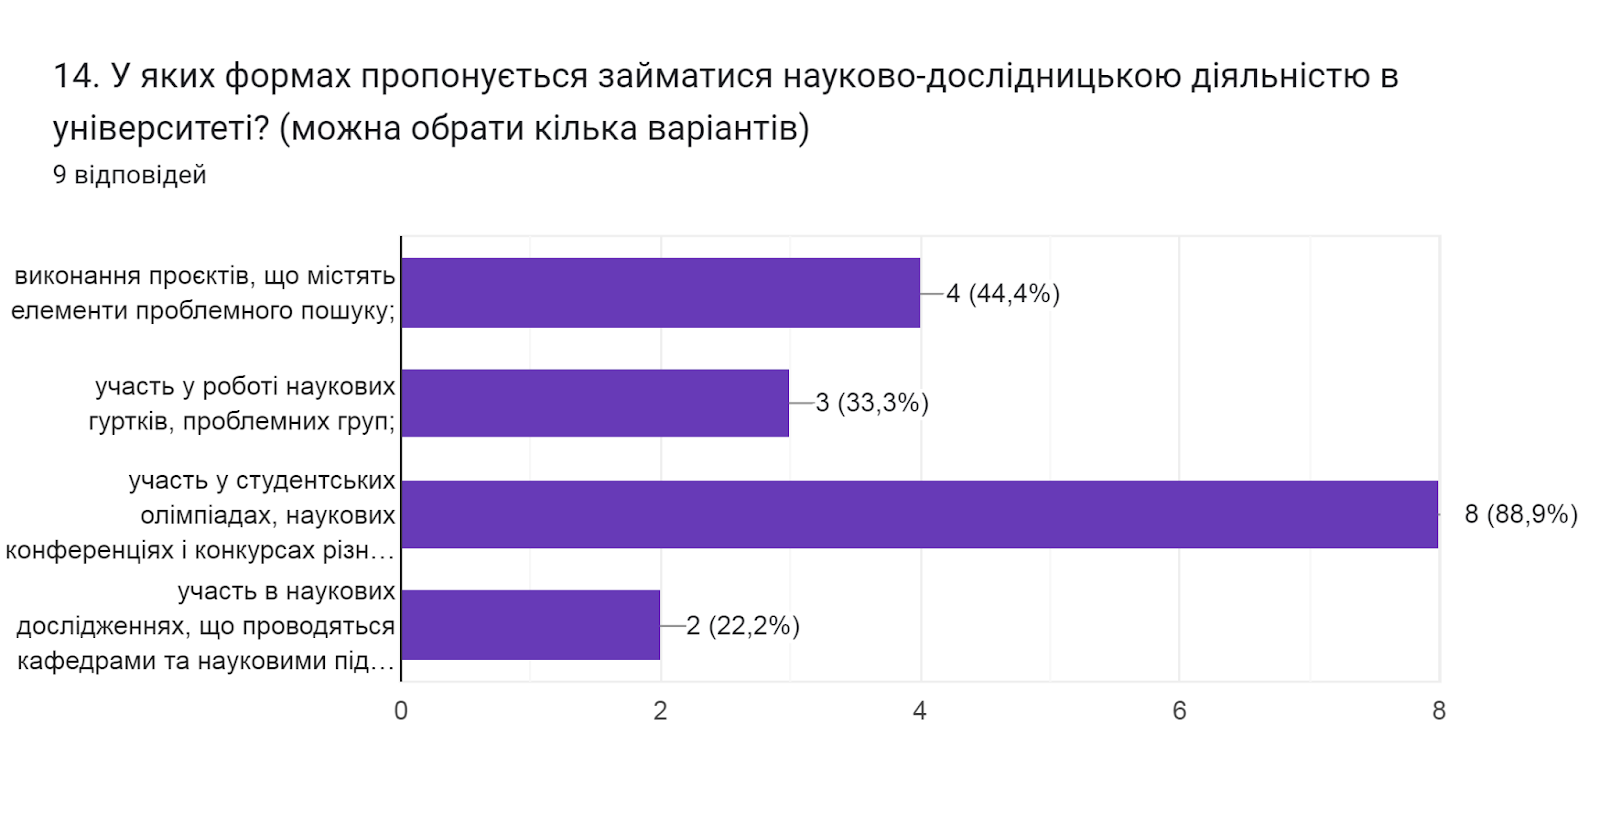 14. У яких формах пропонується займатися науково-дослідницькою діяльністю в
університеті? (можна обрати кілька варіантів)
9 відповідей
виконання проєктів, що містять
елементи проблемного пошуку;
4 (44,4%)
участь у роботі наукових
гуртків, проблемних груп;
3 (33,3%)
участь у студентських
олімпіадах, наукових
конференціях і конкурсах різн…
8 (88,9%)
участь в наукових
дослідженнях, що проводяться
кафедрами та науковими під…
2 (22,2%)
0 2 4 6 8